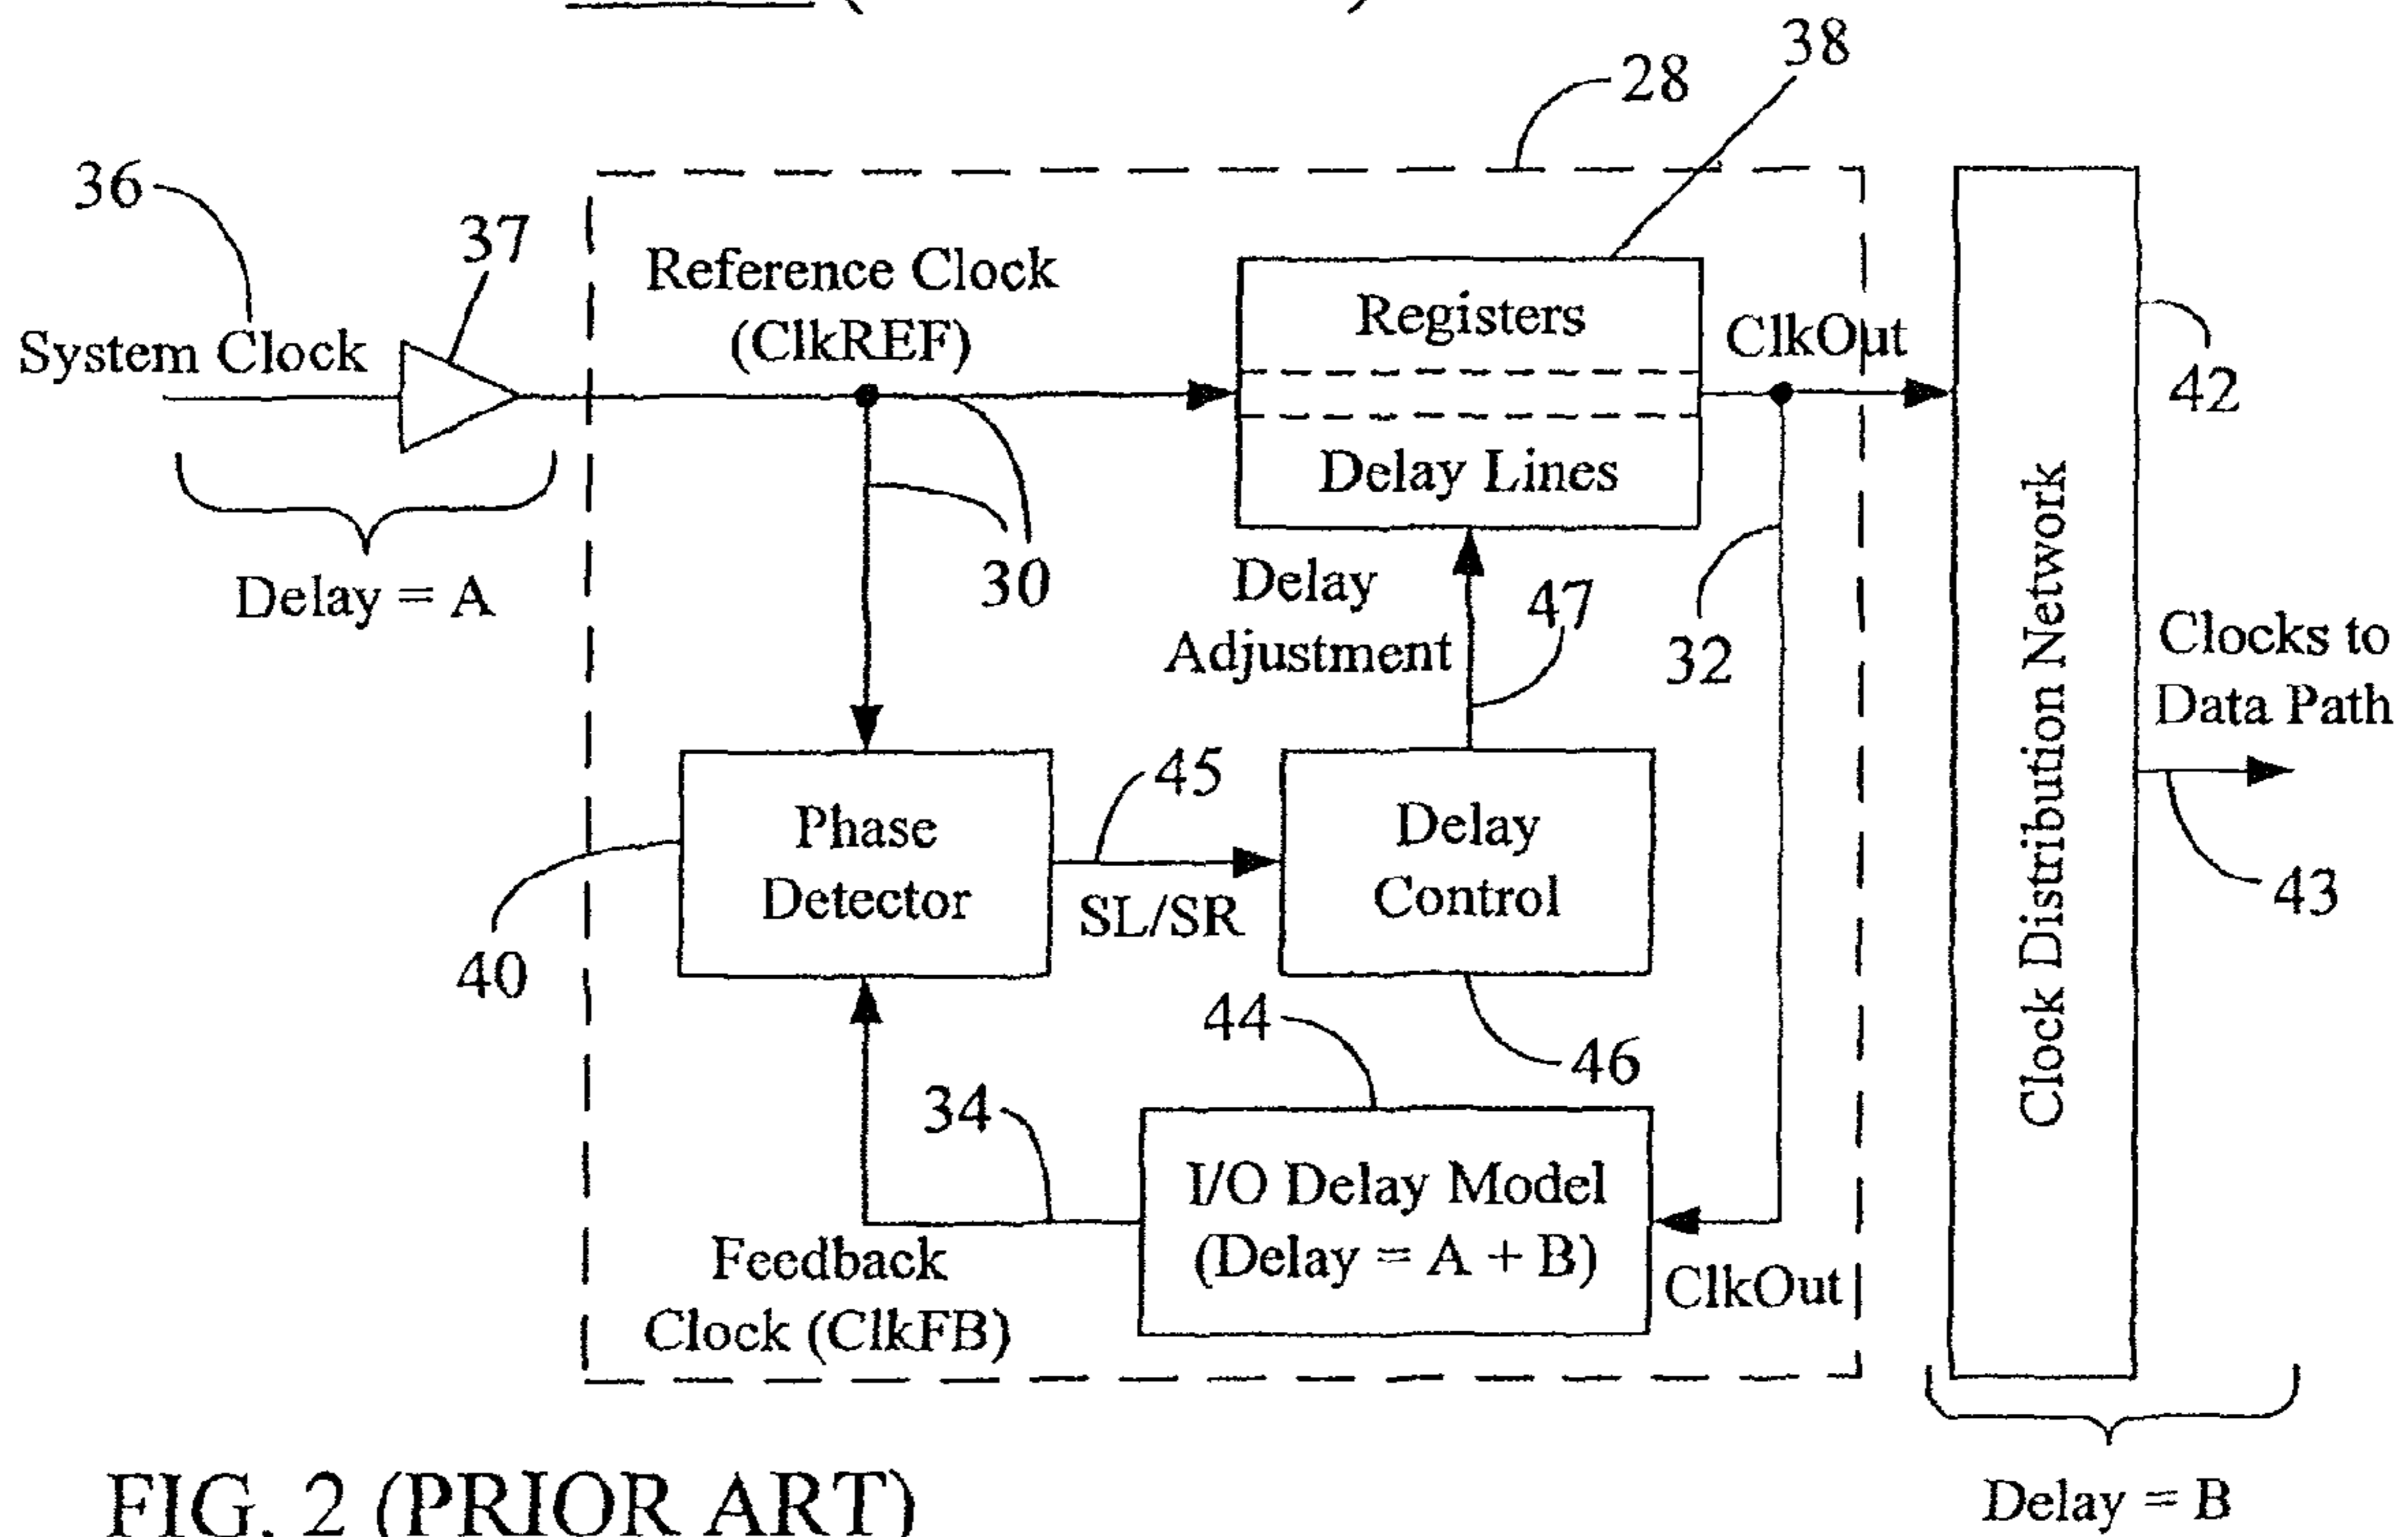 38
28
36
37
Reference Clock
(ClkREF)
Registers
System Clock
ClkOut
42
Delay Lines
30
Delay = A
Delay
Adjustment
47
32
Clock Distribution Network
Clocks to
Data Path
45
Phase
Detector
SL/SR
Delay
Control
43
40
44
46
34
I/O Delay Model
(Delay = A + B)
Feedback
Clock (ClkFB)
ClkOut
Delay = B
FIG. 2 (PRIOR ART)